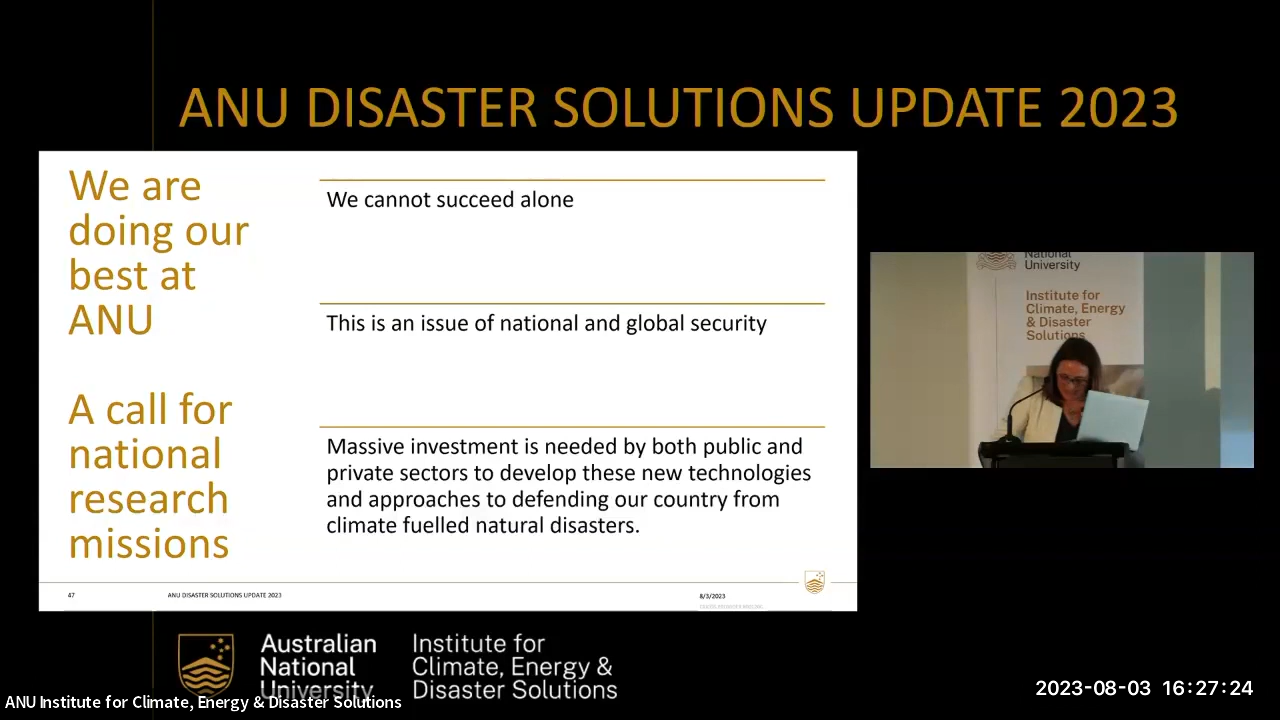 ANU DISASTER SOLUTIONS UPDATE 2023
We are
doing our
best at
ANU
A call for
national
research
missions
We cannot succeed alone
This is an issue of national and global security
Massive investment is needed by both public and
private sectors to develop these new technologies
and approaches to defending our country from
climate fuelled natural disasters.
47
ANU DISASTER SOLUTIONS UPDATE 2023
8/3/2023
National
University
Institute for
Climate, Energy
& Disaster
Solutions
Australian
National
University
Institute for
Climate, Energy &
Disaster Solutions
ANU Institute for Climate, Energy & Disaster Solutions
2023-08-03 16:27:24